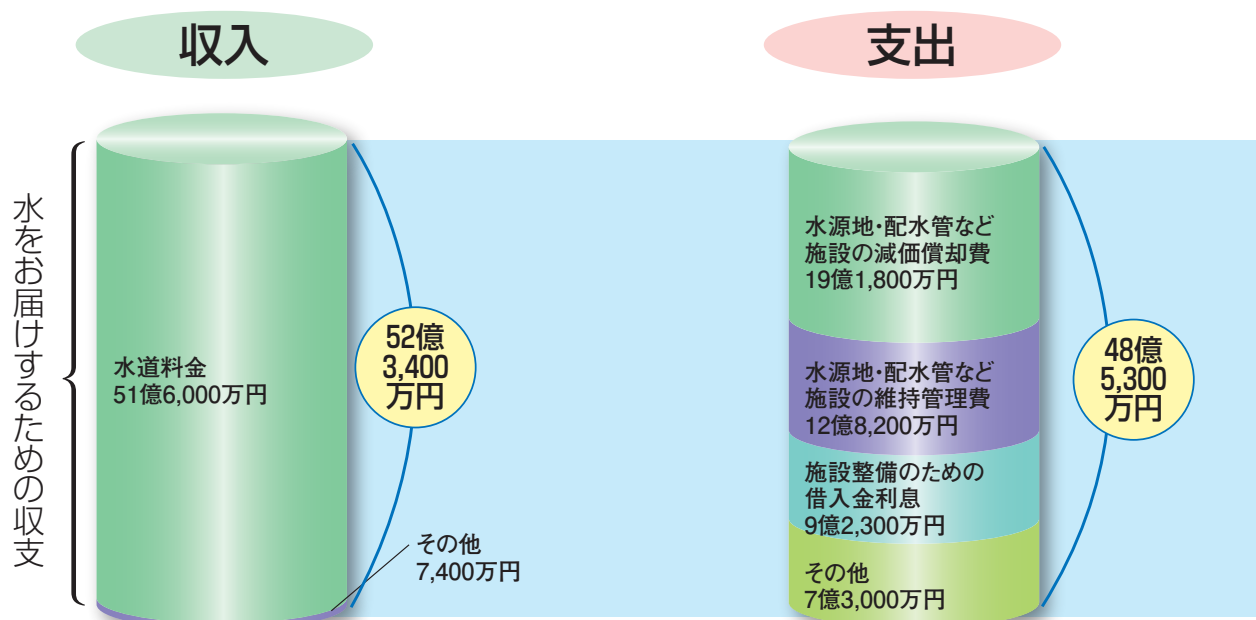 収入
支出
水をお届けするための収支
水道料金
51億6,000万円
52億
3,400
万円
その他
7,400万円
水源地・配水管など
施設の減価償却費
19億1,800万円
水源地・配水管など
施設の維持管理費
12億8,200万円
施設整備のための
借入金利息
9億2,300万円
その他
7億3,000万円
48億
5,300
万円